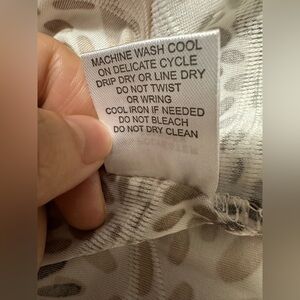 MACHINE WASH COOL
ON DELICATE CYCLE
DRIP DRY OR LINE DRY
DO NOT TWIST
OR WRING
COOL IRON IF NEEDED
DO NOT BLEACH
DO NOT DRY CLEAN